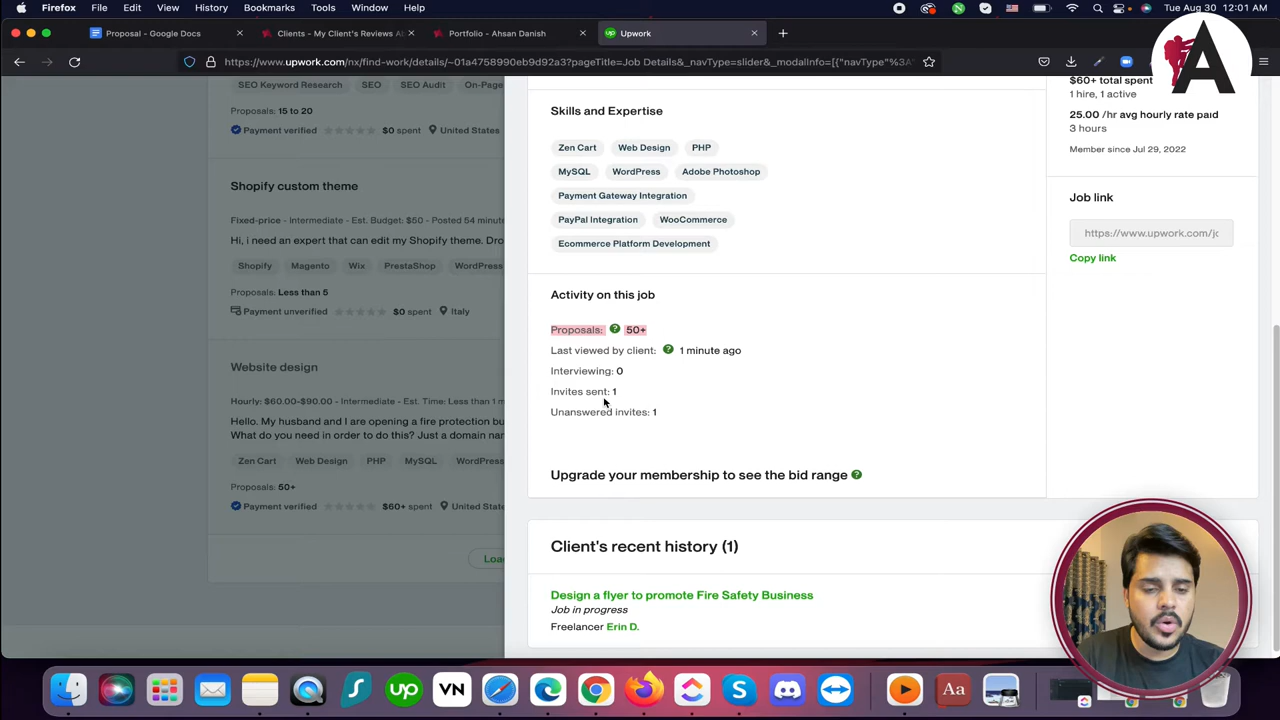 Firefox File Edit View History Bookmarks Tools Window Help
Tue Aug 30 12:01 AM
Proposal - Google Docs
Clients - My Client's Reviews
Portfolio - Ahsan Danish
Upwork
https://www.upwork.com/nx/find-work/details/~01a4758990eb9d92a3?pageTitle=Job Details&_navType=slider&_modalInfo=[{"navType"%3A"
SEO Keyword Research SEO SEO Audit On-Page
Proposals: 15 to 20
Payment verified $0 spent United States
Shopify custom theme
Fixed-price - Intermediate - Est. Budget: $50 - Posted 54 minute
Hi, i need an expert that can edit my Shopify theme. Dro
Shopify Magento Wix PrestaShop WordPress
Proposals: Less than 5
Payment unverified $0 spent Italy
Website design
Hourly: $60.00-$90.00 - Intermediate - Est. Time: Less than 1 m
Hello. My husband and I are opening a fire protection bu
What do you need in order to do this? Just a domain nar
Zen Cart Web Design PHP MySQL WordPress
Proposals: 50+
Payment verified $60+ spent United States
Loa
Skills and Expertise
Zen Cart Web Design PHP
MySQL WordPress Adobe Photoshop
Payment Gateway Integration
PayPal Integration WooCommerce
Ecommerce Platform Development
Activity on this job
Proposals: ? 50+
Last viewed by client: ? 1 minute ago
Interviewing: 0
Invites sent: 1
Unanswered invites: 1
Upgrade your membership to see the bid range ?
Client's recent history (1)
Design a flyer to promote Fire Safety Business
Job in progress
Freelancer Erin D.
$60+ total spent
1 hire, 1 active
25.00 /hr avg hourly rate paid
3 hours
Member since Jul 29, 2022
Job link
https://www.upwork.com/jo
Copy link
A
up
VN
Aa